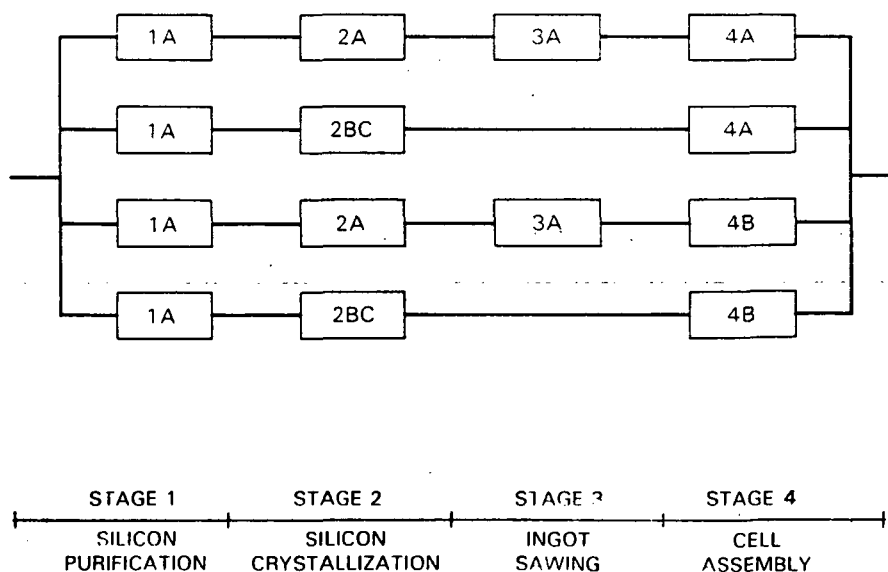 1A 2A 3A 4A
1A 2BC 4A
1A 2A 3A 4B
1A 2BC 4B
STAGE 1 STAGE 2 STAGE 3 STAGE 4
SILICON SILICON INGOT CELL
PURIFICATION CRYSTALLIZATION SAWING ASSEMBLY